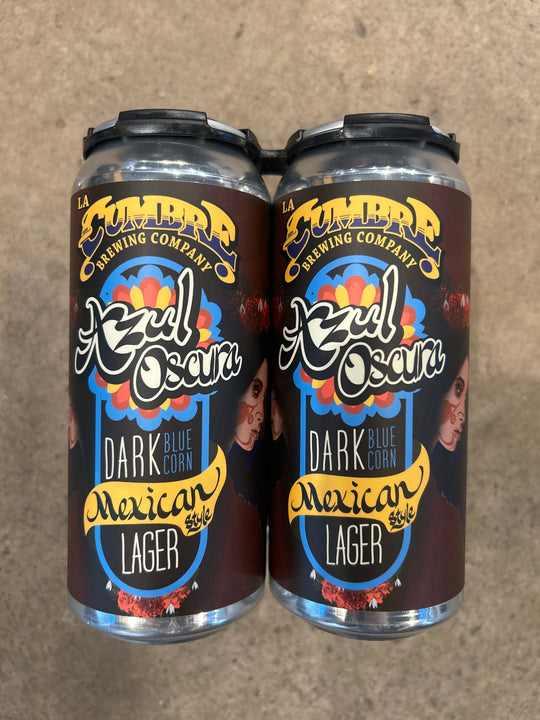 LA
CUMBRE
BREWING COMPANY
Azul
Oscura
DARK BLUE
CORN
Mexican
style
LAGER
LA
CUMBRE
BREWING COMPANY
Azul
Oscura
DARK BLUE
CORN
Mexican
style
LAGER